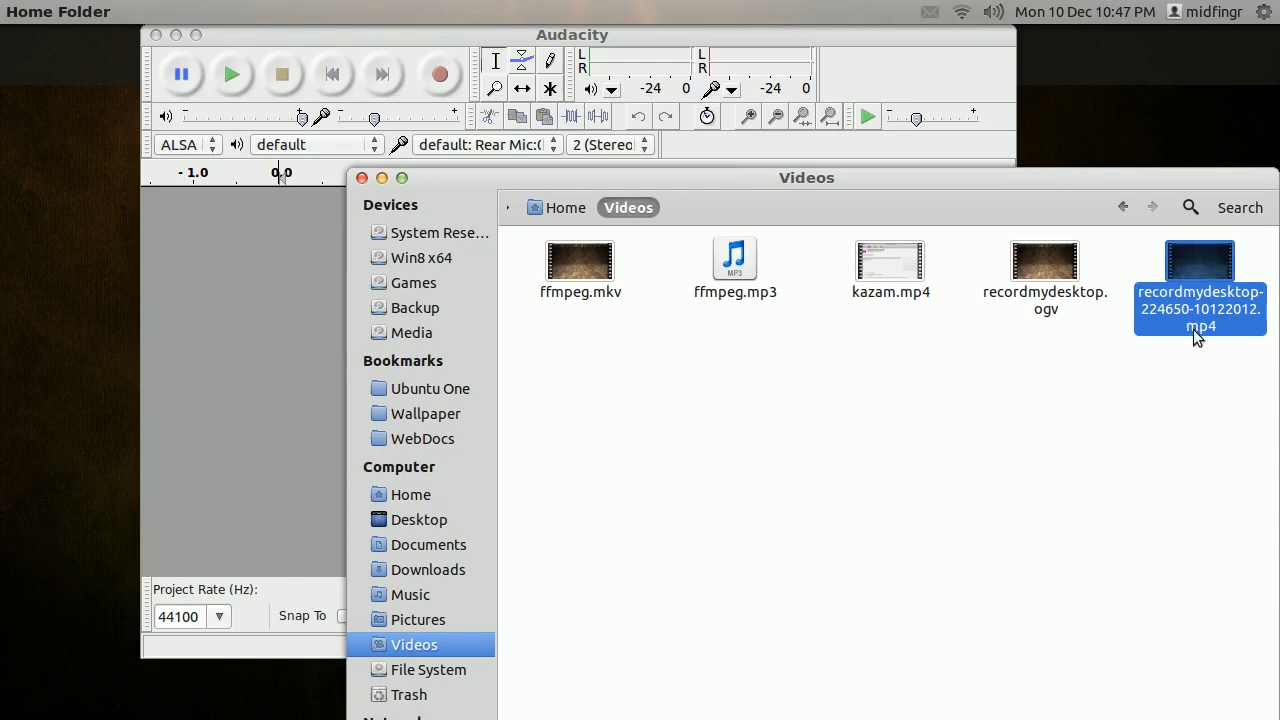 Home Folder
Mon 10 Dec 10:47 PM
midfingr
Audacity
L
R
-24 0
L
R
-24 0
- +
- +
- +
ALSA
default
default: Rear Mic:(
2 (Stereo
- 1.0
0.0
Videos
Devices
System Rese...
Win8 x64
Games
Backup
Media
Bookmarks
Ubuntu One
Wallpaper
WebDocs
Computer
Home
Desktop
Documents
Downloads
Music
Pictures
Videos
File System
Trash
Home
Videos
Search
ffmpeg.mkv
MP3
ffmpeg.mp3
kazam.mp4
recordmydesktop.
ogv
recordmydesktop-
224650-10122012.
mp4
Project Rate (Hz):
44100
Snap To